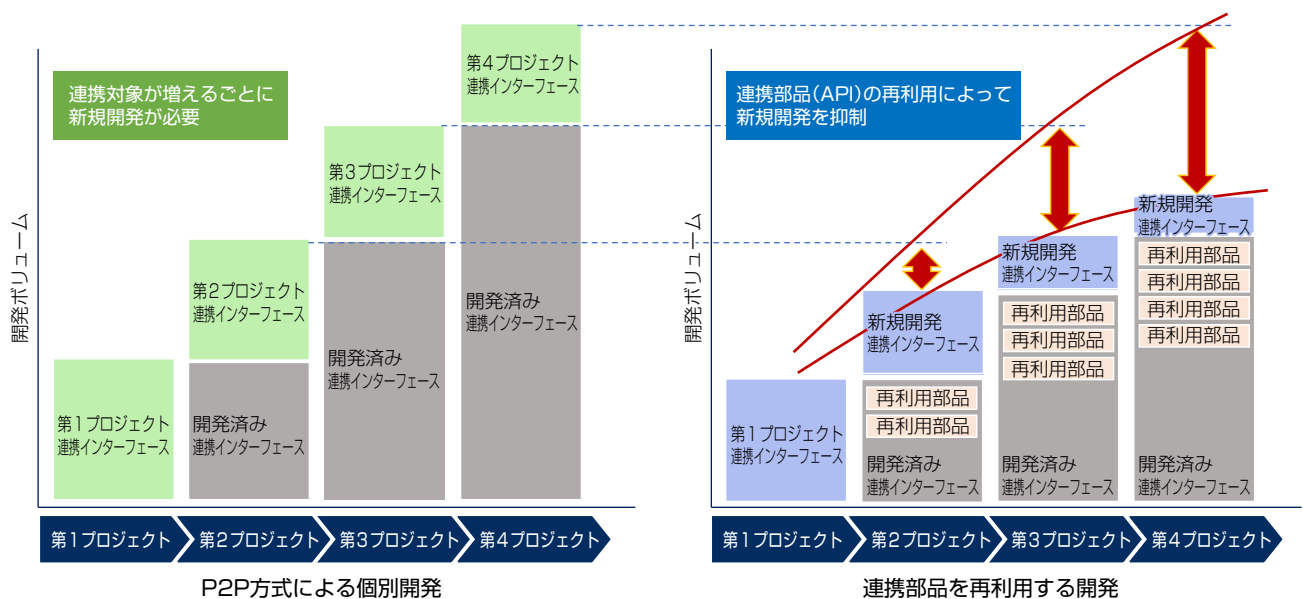 連携対象が増えるごとに
新規開発が必要
開発ボリューム
第1プロジェクト
連携インターフェース
第2プロジェクト
連携インターフェース
開発済み
連携インターフェース
第3プロジェクト
連携インターフェース
開発済み
連携インターフェース
第4プロジェクト
連携インターフェース
開発済み
連携インターフェース
第1プロジェクト
第2プロジェクト
第3プロジェクト
第4プロジェクト
P2P方式による個別開発
連携部品(API)の再利用によって
新規開発を抑制
開発ボリューム
第1プロジェクト
連携インターフェース
新規開発
連携インターフェース
再利用部品
再利用部品
開発済み
連携インターフェース
新規開発
連携インターフェース
再利用部品
再利用部品
再利用部品
開発済み
連携インターフェース
新規開発
連携インターフェース
再利用部品
再利用部品
再利用部品
再利用部品
開発済み
連携インターフェース
第1プロジェクト
第2プロジェクト
第3プロジェクト
第4プロジェクト
連携部品を再利用する開発